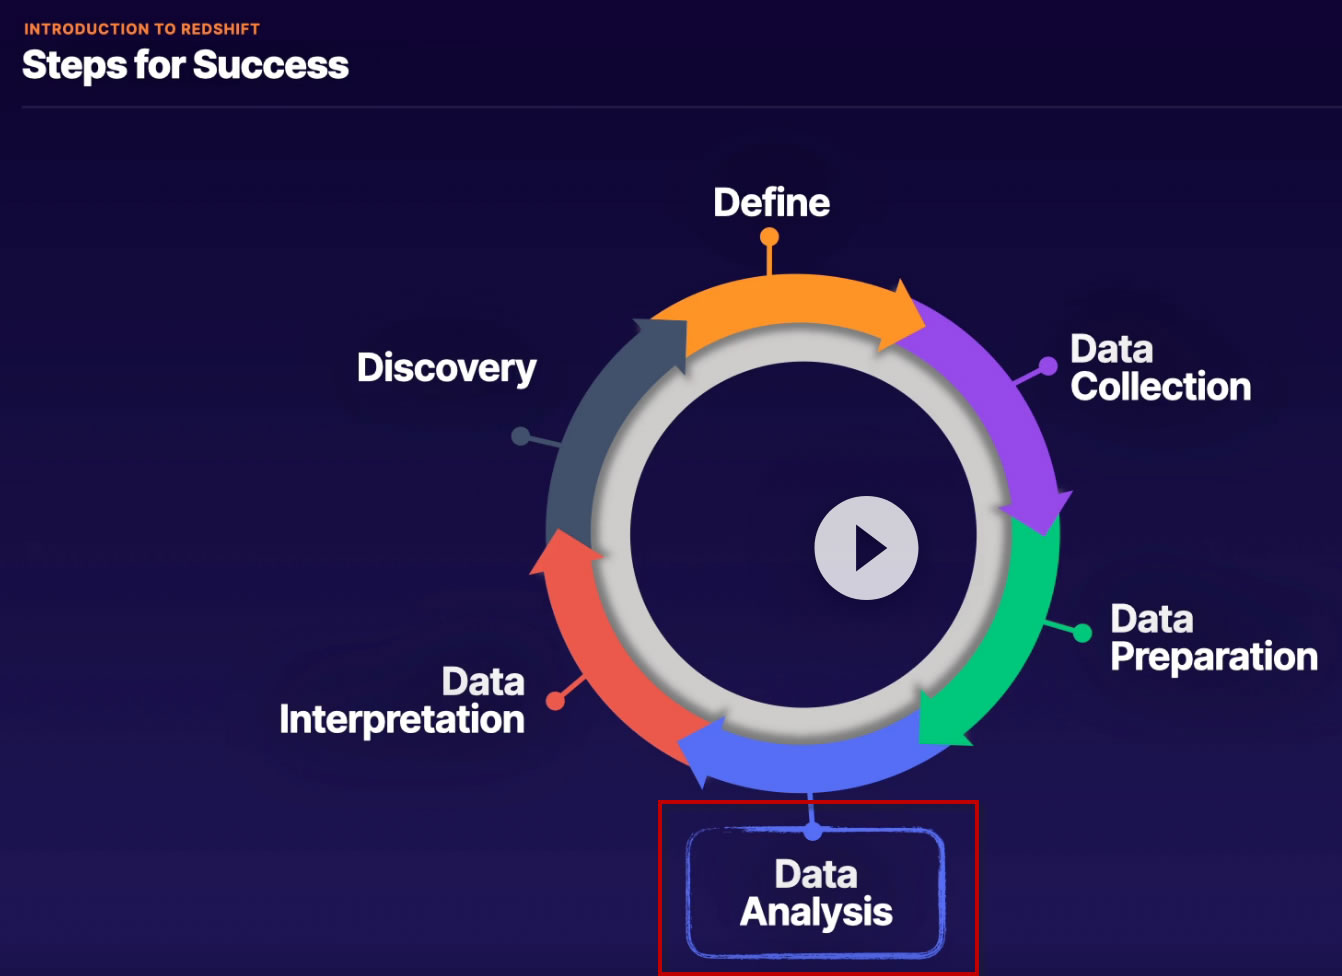 INTRODUCTION TO REDSHIFT
Steps for Success
Define
Data
Collection
Discovery
Data
Preparation
Data
Interpretation
Data
Analysis